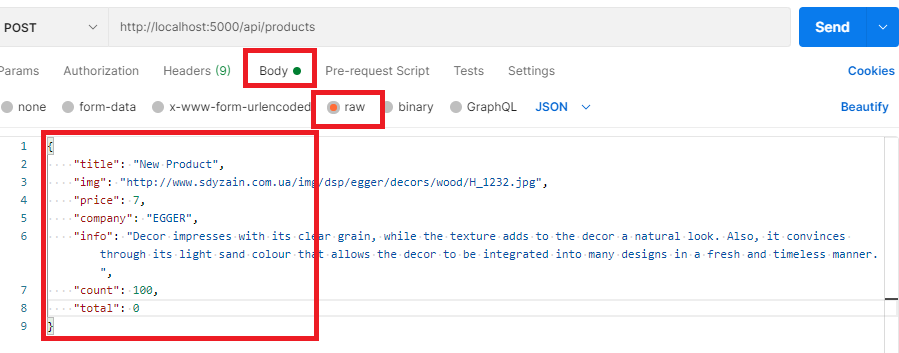 POST http://localhost:5000/api/products Send
Params Authorization Headers (9) Body Pre-request Script Tests Settings Cookies
none form-data x-www-form-urlencoded raw binary GraphQL JSON Beautify
1 {
2 "title": "New Product",
3 "img": "http://www.sdyzain.com.ua/img/dsp/egger/decors/wood/H_1232.jpg",
4 "price": 7,
5 "company": "EGGER",
6 "info": "Decor impresses with its clear grain, while the texture adds to the decor a natural look. Also, it convinces
through its light sand colour that allows the decor to be integrated into many designs in a fresh and timeless manner.
",
7 "count": 100,
8 "total": 0
9 }